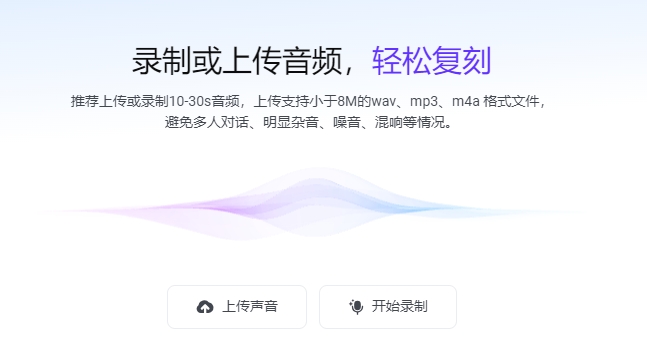 录制或上传音频，轻松复刻
推荐上传或录制10-30s音频，上传支持小于8M的wav、mp3、m4a 格式文件，
避免多人对话、明显杂音、噪音、混响等情况。
上传声音
开始录制